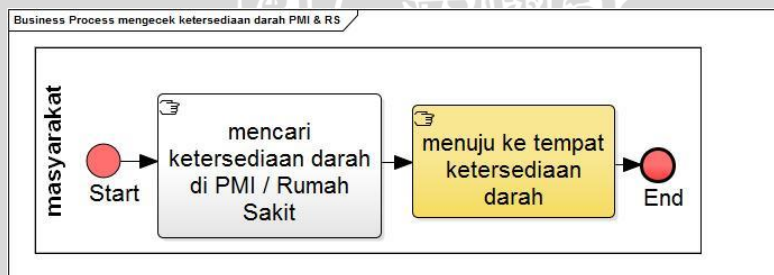 Business Process mengecek ketersediaan darah PMI & RS
masyarakat
Start
mencari
ketersediaan darah
di PMI / Rumah
Sakit
menuju ke tempat
ketersediaan
darah
End